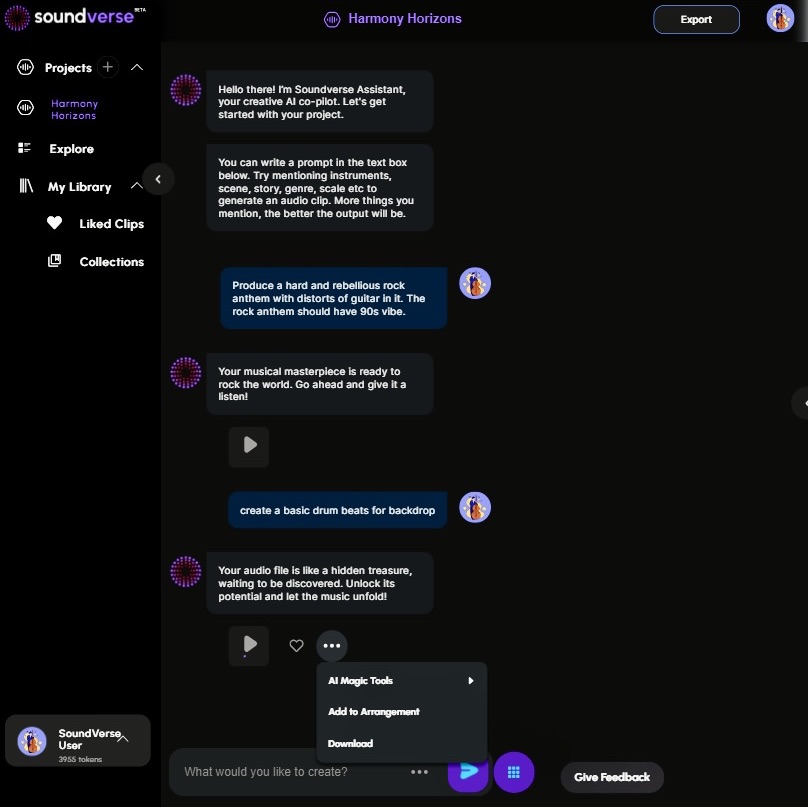 soundverse BETA
Harmony Horizons
Export
Projects
Harmony
Horizons
Explore
My Library
Liked Clips
Collections
Hello there! I'm Soundverse Assistant,
your creative AI co-pilot. Let's get
started with your project.
You can write a prompt in the text box
below. Try mentioning instruments,
scene, story, genre, scale etc to
generate an audio clip. More things you
mention, the better the output will be.
Produce a hard and rebellious rock
anthem with distorts of guitar in it. The
rock anthem should have 90s vibe.
Your musical masterpiece is ready to
rock the world. Go ahead and give it a
listen!
create a basic drum beats for backdrop
Your audio file is like a hidden treasure,
waiting to be discovered. Unlock its
potential and let the music unfold!
AI Magic Tools
Add to Arrangement
Download
SoundVerse
User
3955 tokens
What would you like to create?
Give Feedback